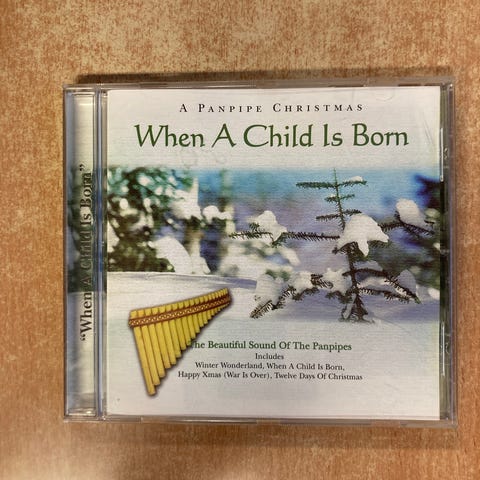 A PANPIPE CHRISTMAS
When A Child Is Born
"When A Child Is Born"
The Beautiful Sound Of The Panpipes
Includes
Winter Wonderland, When A Child Is Born,
Happy Xmas (War Is Over), Twelve Days Of Christmas